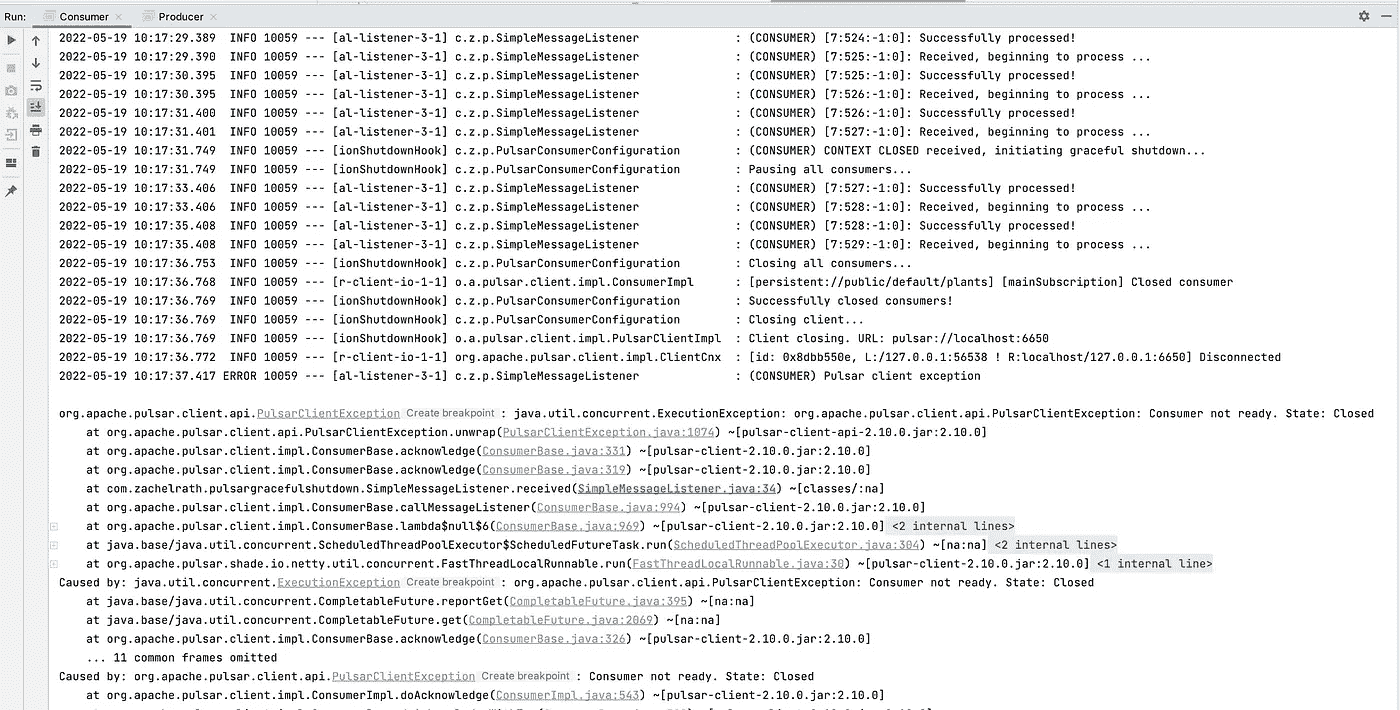 Run: Consumer Producer
2022-05-19 10:17:29.389  INFO 10059 --- [al-listener-3-1] c.z.p.SimpleMessageListener              : (CONSUMER) [7:524:-1:0]: Successfully processed!
2022-05-19 10:17:29.390  INFO 10059 --- [al-listener-3-1] c.z.p.SimpleMessageListener              : (CONSUMER) [7:525:-1:0]: Received, beginning to process ...
2022-05-19 10:17:30.395  INFO 10059 --- [al-listener-3-1] c.z.p.SimpleMessageListener              : (CONSUMER) [7:525:-1:0]: Successfully processed!
2022-05-19 10:17:30.395  INFO 10059 --- [al-listener-3-1] c.z.p.SimpleMessageListener              : (CONSUMER) [7:526:-1:0]: Received, beginning to process ...
2022-05-19 10:17:31.400  INFO 10059 --- [al-listener-3-1] c.z.p.SimpleMessageListener              : (CONSUMER) [7:526:-1:0]: Successfully processed!
2022-05-19 10:17:31.401  INFO 10059 --- [al-listener-3-1] c.z.p.SimpleMessageListener              : (CONSUMER) [7:527:-1:0]: Received, beginning to process ...
2022-05-19 10:17:31.749  INFO 10059 --- [ionShutdownHook] c.z.p.PulsarConsumerConfiguration        : (CONSUMER) CONTEXT CLOSED received, initiating graceful shutdown...
2022-05-19 10:17:31.749  INFO 10059 --- [ionShutdownHook] c.z.p.PulsarConsumerConfiguration        : Pausing all consumers...
2022-05-19 10:17:33.406  INFO 10059 --- [al-listener-3-1] c.z.p.SimpleMessageListener              : (CONSUMER) [7:527:-1:0]: Successfully processed!
2022-05-19 10:17:33.406  INFO 10059 --- [al-listener-3-1] c.z.p.SimpleMessageListener              : (CONSUMER) [7:528:-1:0]: Received, beginning to process ...
2022-05-19 10:17:35.408  INFO 10059 --- [al-listener-3-1] c.z.p.SimpleMessageListener              : (CONSUMER) [7:528:-1:0]: Successfully processed!
2022-05-19 10:17:35.408  INFO 10059 --- [al-listener-3-1] c.z.p.SimpleMessageListener              : (CONSUMER) [7:529:-1:0]: Received, beginning to process ...
2022-05-19 10:17:36.753  INFO 10059 --- [ionShutdownHook] c.z.p.PulsarConsumerConfiguration        : Closing all consumers...
2022-05-19 10:17:36.768  INFO 10059 --- [r-client-io-1-1] o.a.pulsar.client.impl.ConsumerImpl      : [persistent://public/default/plants] [mainSubscription] Closed consumer
2022-05-19 10:17:36.769  INFO 10059 --- [ionShutdownHook] c.z.p.PulsarConsumerConfiguration        : Successfully closed consumers!
2022-05-19 10:17:36.769  INFO 10059 --- [ionShutdownHook] c.z.p.PulsarConsumerConfiguration        : Closing client...
2022-05-19 10:17:36.769  INFO 10059 --- [ionShutdownHook] o.a.pulsar.client.impl.PulsarClientImpl  : Client closing. URL: pulsar://localhost:6650
2022-05-19 10:17:36.772  INFO 10059 --- [r-client-io-1-1] org.apache.pulsar.client.impl.ClientCnx  : [id: 0x8dbb550e, L:/127.0.0.1:56538 ! R:localhost/127.0.0.1:6650] Disconnected
2022-05-19 10:17:37.417 ERROR 10059 --- [al-listener-3-1] c.z.p.SimpleMessageListener              : (CONSUMER) Pulsar client exception
org.apache.pulsar.client.api.PulsarClientException Create breakpoint : java.util.concurrent.ExecutionException: org.apache.pulsar.client.api.PulsarClientException: Consumer not ready. State: Closed
at org.apache.pulsar.client.api.PulsarClientException.unwrap(PulsarClientException.java:1074) ~[pulsar-client-api-2.10.0.jar:2.10.0]
at org.apache.pulsar.client.impl.ConsumerBase.acknowledge(ConsumerBase.java:331) ~[pulsar-client-2.10.0.jar:2.10.0]
at org.apache.pulsar.client.impl.ConsumerBase.acknowledge(ConsumerBase.java:319) ~[pulsar-client-2.10.0.jar:2.10.0]
at com.zachelrath.pulsargracefulshutdown.SimpleMessageListener.received(SimpleMessageListener.java:34) ~[classes/:na]
at org.apache.pulsar.client.impl.ConsumerBase.callMessageListener(ConsumerBase.java:994) ~[pulsar-client-2.10.0.jar:2.10.0]
at org.apache.pulsar.client.impl.ConsumerBase.lambda$null$6(ConsumerBase.java:969) ~[pulsar-client-2.10.0.jar:2.10.0] <2 internal lines>
at java.base/java.util.concurrent.ScheduledThreadPoolExecutor$ScheduledFutureTask.run(ScheduledThreadPoolExecutor.java:304) ~[na:na] <2 internal lines>
at org.apache.pulsar.shade.io.netty.util.concurrent.FastThreadLocalRunnable.run(FastThreadLocalRunnable.java:30) ~[pulsar-client-2.10.0.jar:2.10.0] <1 internal line>
Caused by: java.util.concurrent.ExecutionException Create breakpoint : org.apache.pulsar.client.api.PulsarClientException: Consumer not ready. State: Closed
at java.base/java.util.concurrent.CompletableFuture.reportGet(CompletableFuture.java:395) ~[na:na]
at java.base/java.util.concurrent.CompletableFuture.get(CompletableFuture.java:2069) ~[na:na]
at org.apache.pulsar.client.impl.ConsumerBase.acknowledge(ConsumerBase.java:326) ~[pulsar-client-2.10.0.jar:2.10.0]
... 11 common frames omitted
Caused by: org.apache.pulsar.client.api.PulsarClientException Create breakpoint : Consumer not ready. State: Closed
at org.apache.pulsar.client.impl.ConsumerImpl.doAcknowledge(ConsumerImpl.java:543) ~[pulsar-client-2.10.0.jar:2.10.0]